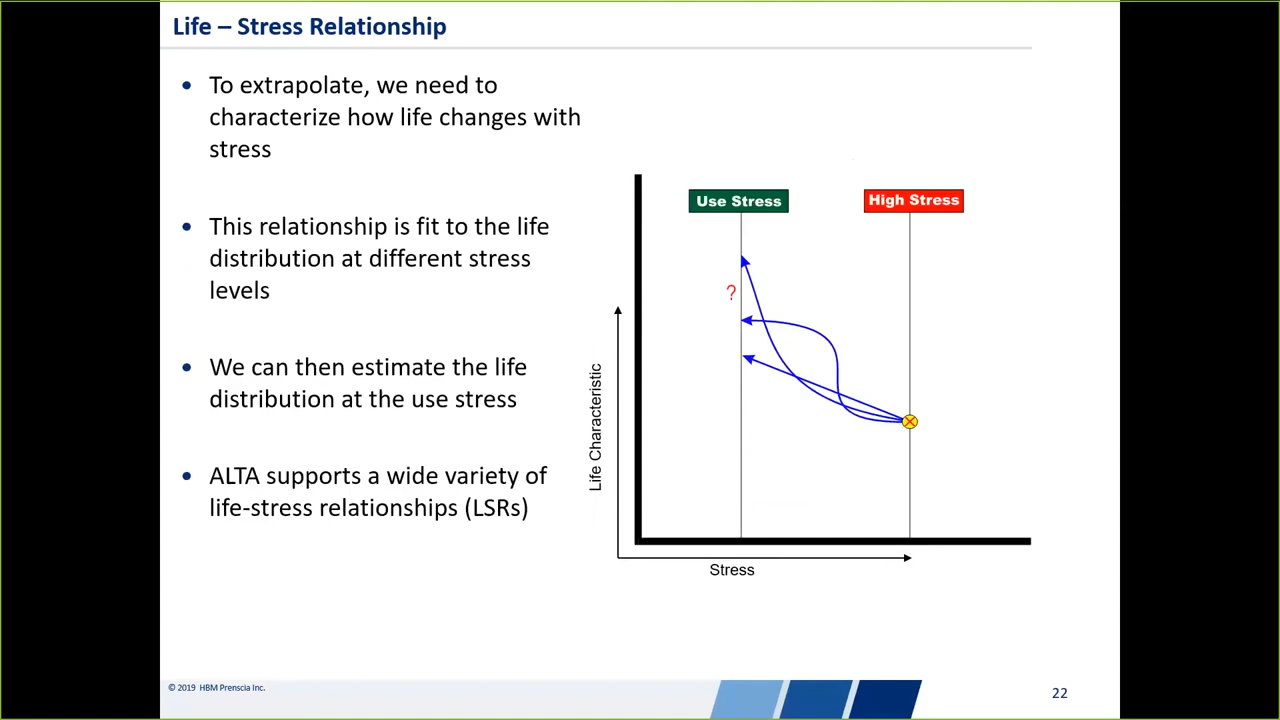 Life – Stress Relationship
• To extrapolate, we need to
characterize how life changes with
stress
• This relationship is fit to the life
distribution at different stress
levels
• We can then estimate the life
distribution at the use stress
• ALTA supports a wide variety of
life-stress relationships (LSRs)
Use Stress
High Stress
?
Life Characteristic
Stress
© 2019 HBM Prenscia Inc.
22